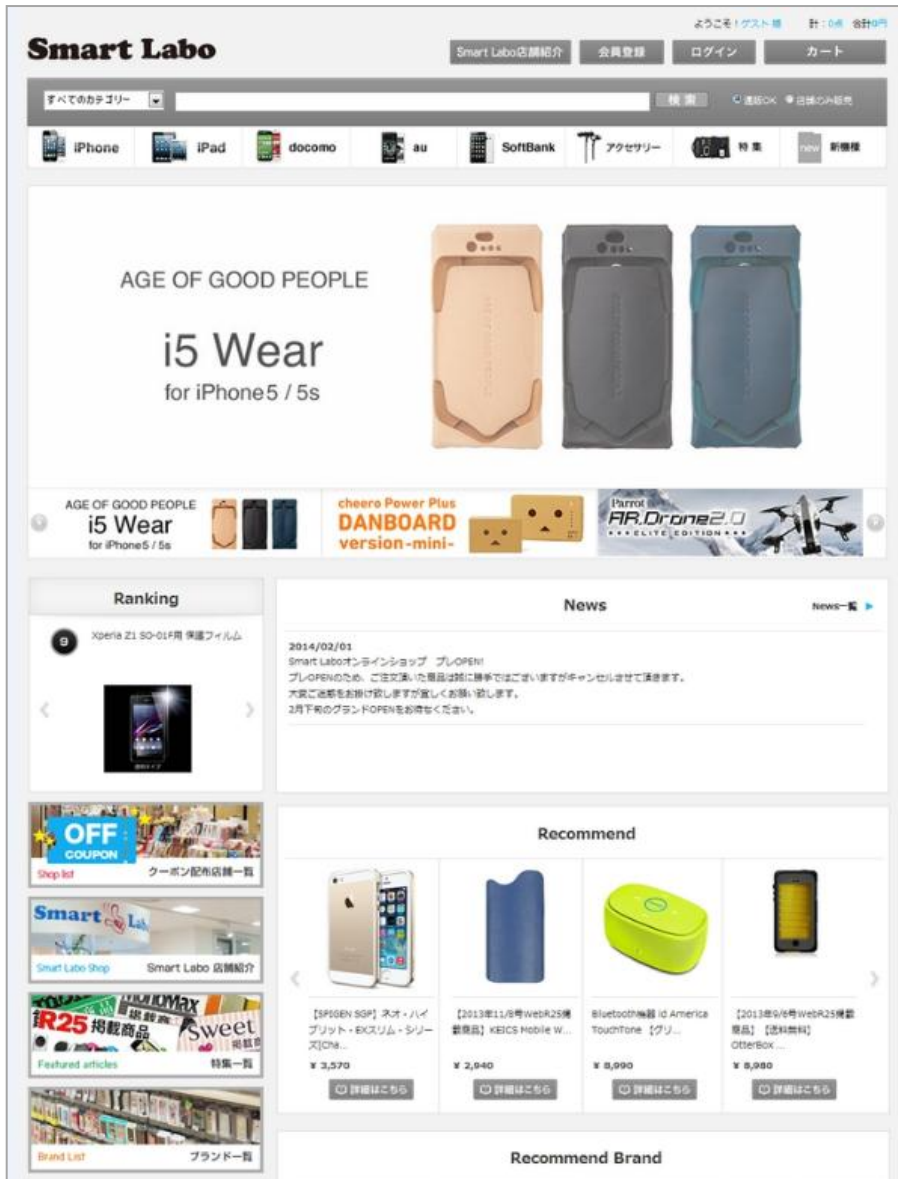 ようこそ！ゲスト 様 計：0点 合計0円
Smart Labo
Smart Labo店舗紹介 会員登録 ログイン カート
すべてのカテゴリー 検索 通販OK 店舗のみ販売
iPhone iPad docomo au SoftBank アクセサリー 特集 new 新機種
AGE OF GOOD PEOPLE
i5 Wear
for iPhone5 / 5s
AGE OF GOOD PEOPLE
i5 Wear
for iPhone5 / 5s
cheero Power Plus
DANBOARD
version -mini-
Parrot
AR.Drone2.0
ELITE EDITION
Ranking
9 Xperia Z1 SO-01F用 保護フィルム
News News一覧
2014/02/01
Smart Laboオンラインショップ プレOPEN!
プレOPENのため、ご注文頂いた商品は誠に勝手ではございますがキャンセルさせて頂きます。
大変ご迷惑をお掛け致しますが宜しくお願い致します。
2月下旬のグランドOPENをお待ちください。
OFF
COUPON
Shop list クーポン配布店舗一覧
Smart Labo
Smart Labo Shop Smart Labo 店舗紹介
MonoMax
R25 掲載商品 Sweet
Featured articles 特集一覧
Brand List ブランド一覧
Recommend
【SPIGEN SGP】ネオ・ハイ
ブリット・EXスリム・シリー
ズ[Cha...
¥ 3,570
詳細はこちら
【2013年11/8号WebR25掲
載商品】KEICS Mobile W...
¥ 2,940
詳細はこちら
Bluetooth機器 id America
TouchTone 【グリ...
¥ 8,990
詳細はこちら
【2013年9/6号WebR25掲載
商品】【送料無料】
OtterBox ...
¥ 8,980
詳細はこちら
Recommend Brand